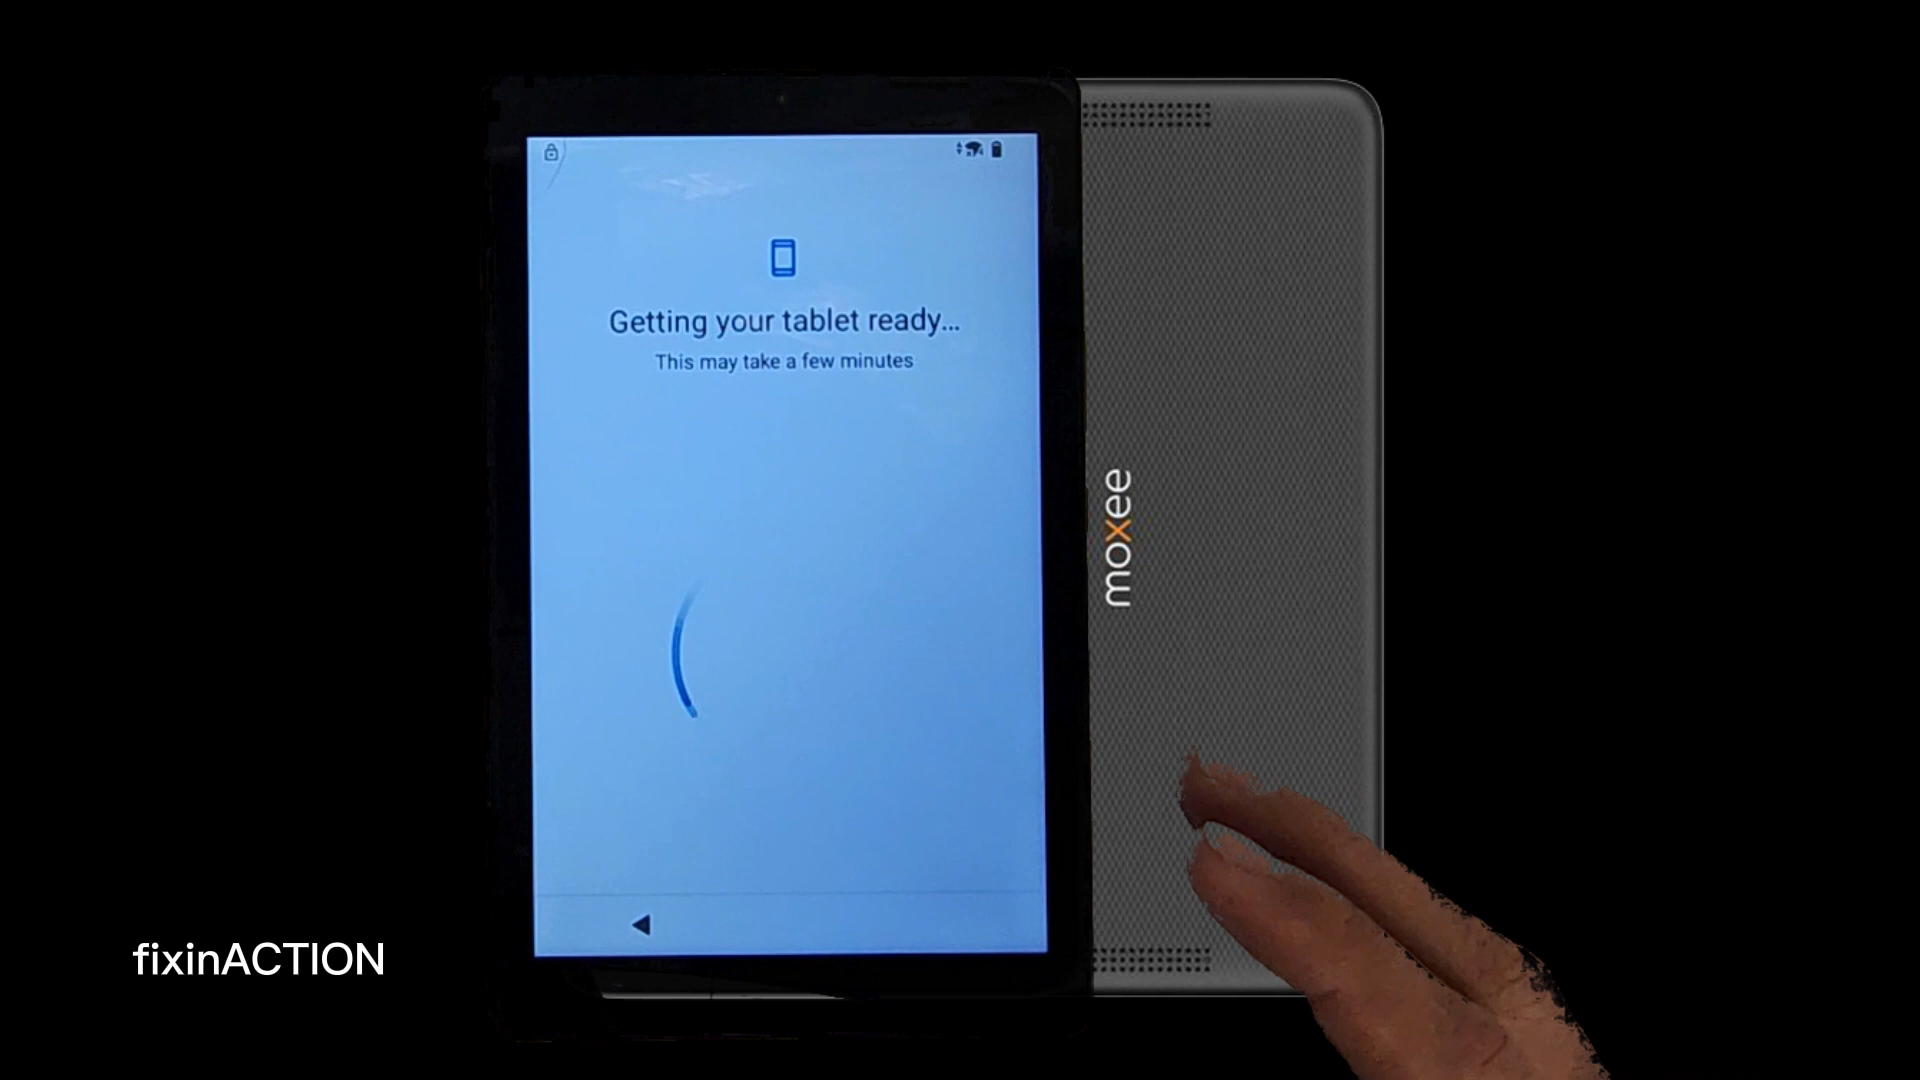 Getting your tablet ready...
This may take a few minutes
moxee
fixinACTION